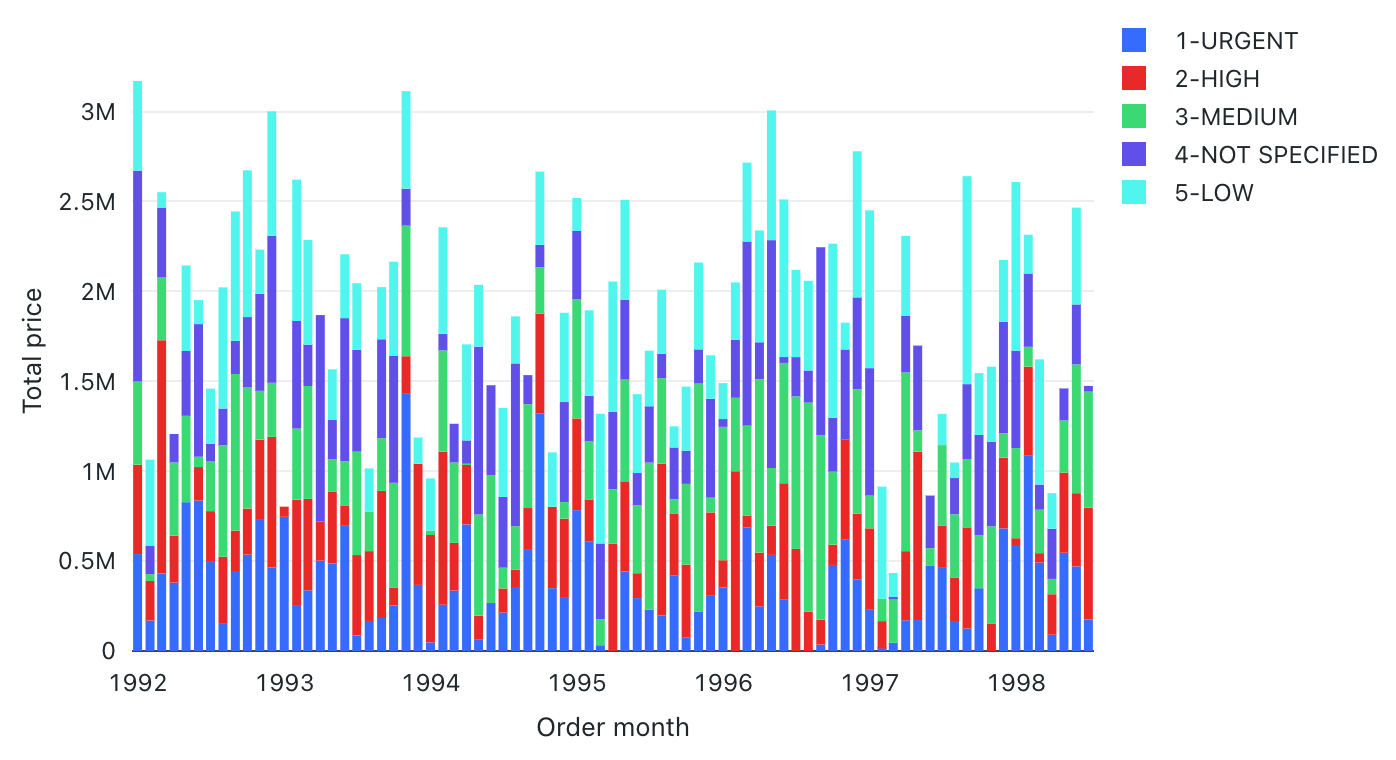 1-URGENT
2-HIGH
3-MEDIUM
4-NOT SPECIFIED
5-LOW
3M
2.5M
2M
1.5M
1M
0.5M
0
Total price
1992 1993 1994 1995 1996 1997 1998
Order month